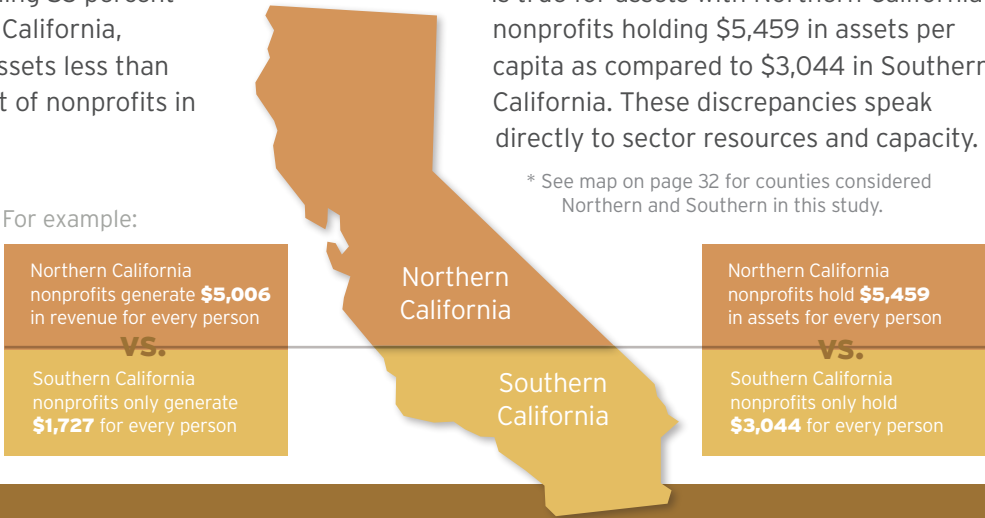 California,
ssets less than
t of nonprofits in
nonprofits holding $5,459 in assets per
capita as compared to $3,044 in Southern
California. These discrepancies speak
directly to sector resources and capacity.
* See map on page 32 for counties considered
Northern and Southern in this study.
For example:
Northern California
nonprofits generate $5,006
in revenue for every person
vs.
Southern California
nonprofits only generate
$1,727 for every person
Northern
California
Southern
California
Northern California
nonprofits hold $5,459
in assets for every person
vs.
Southern California
nonprofits only hold
$3,044 for every person